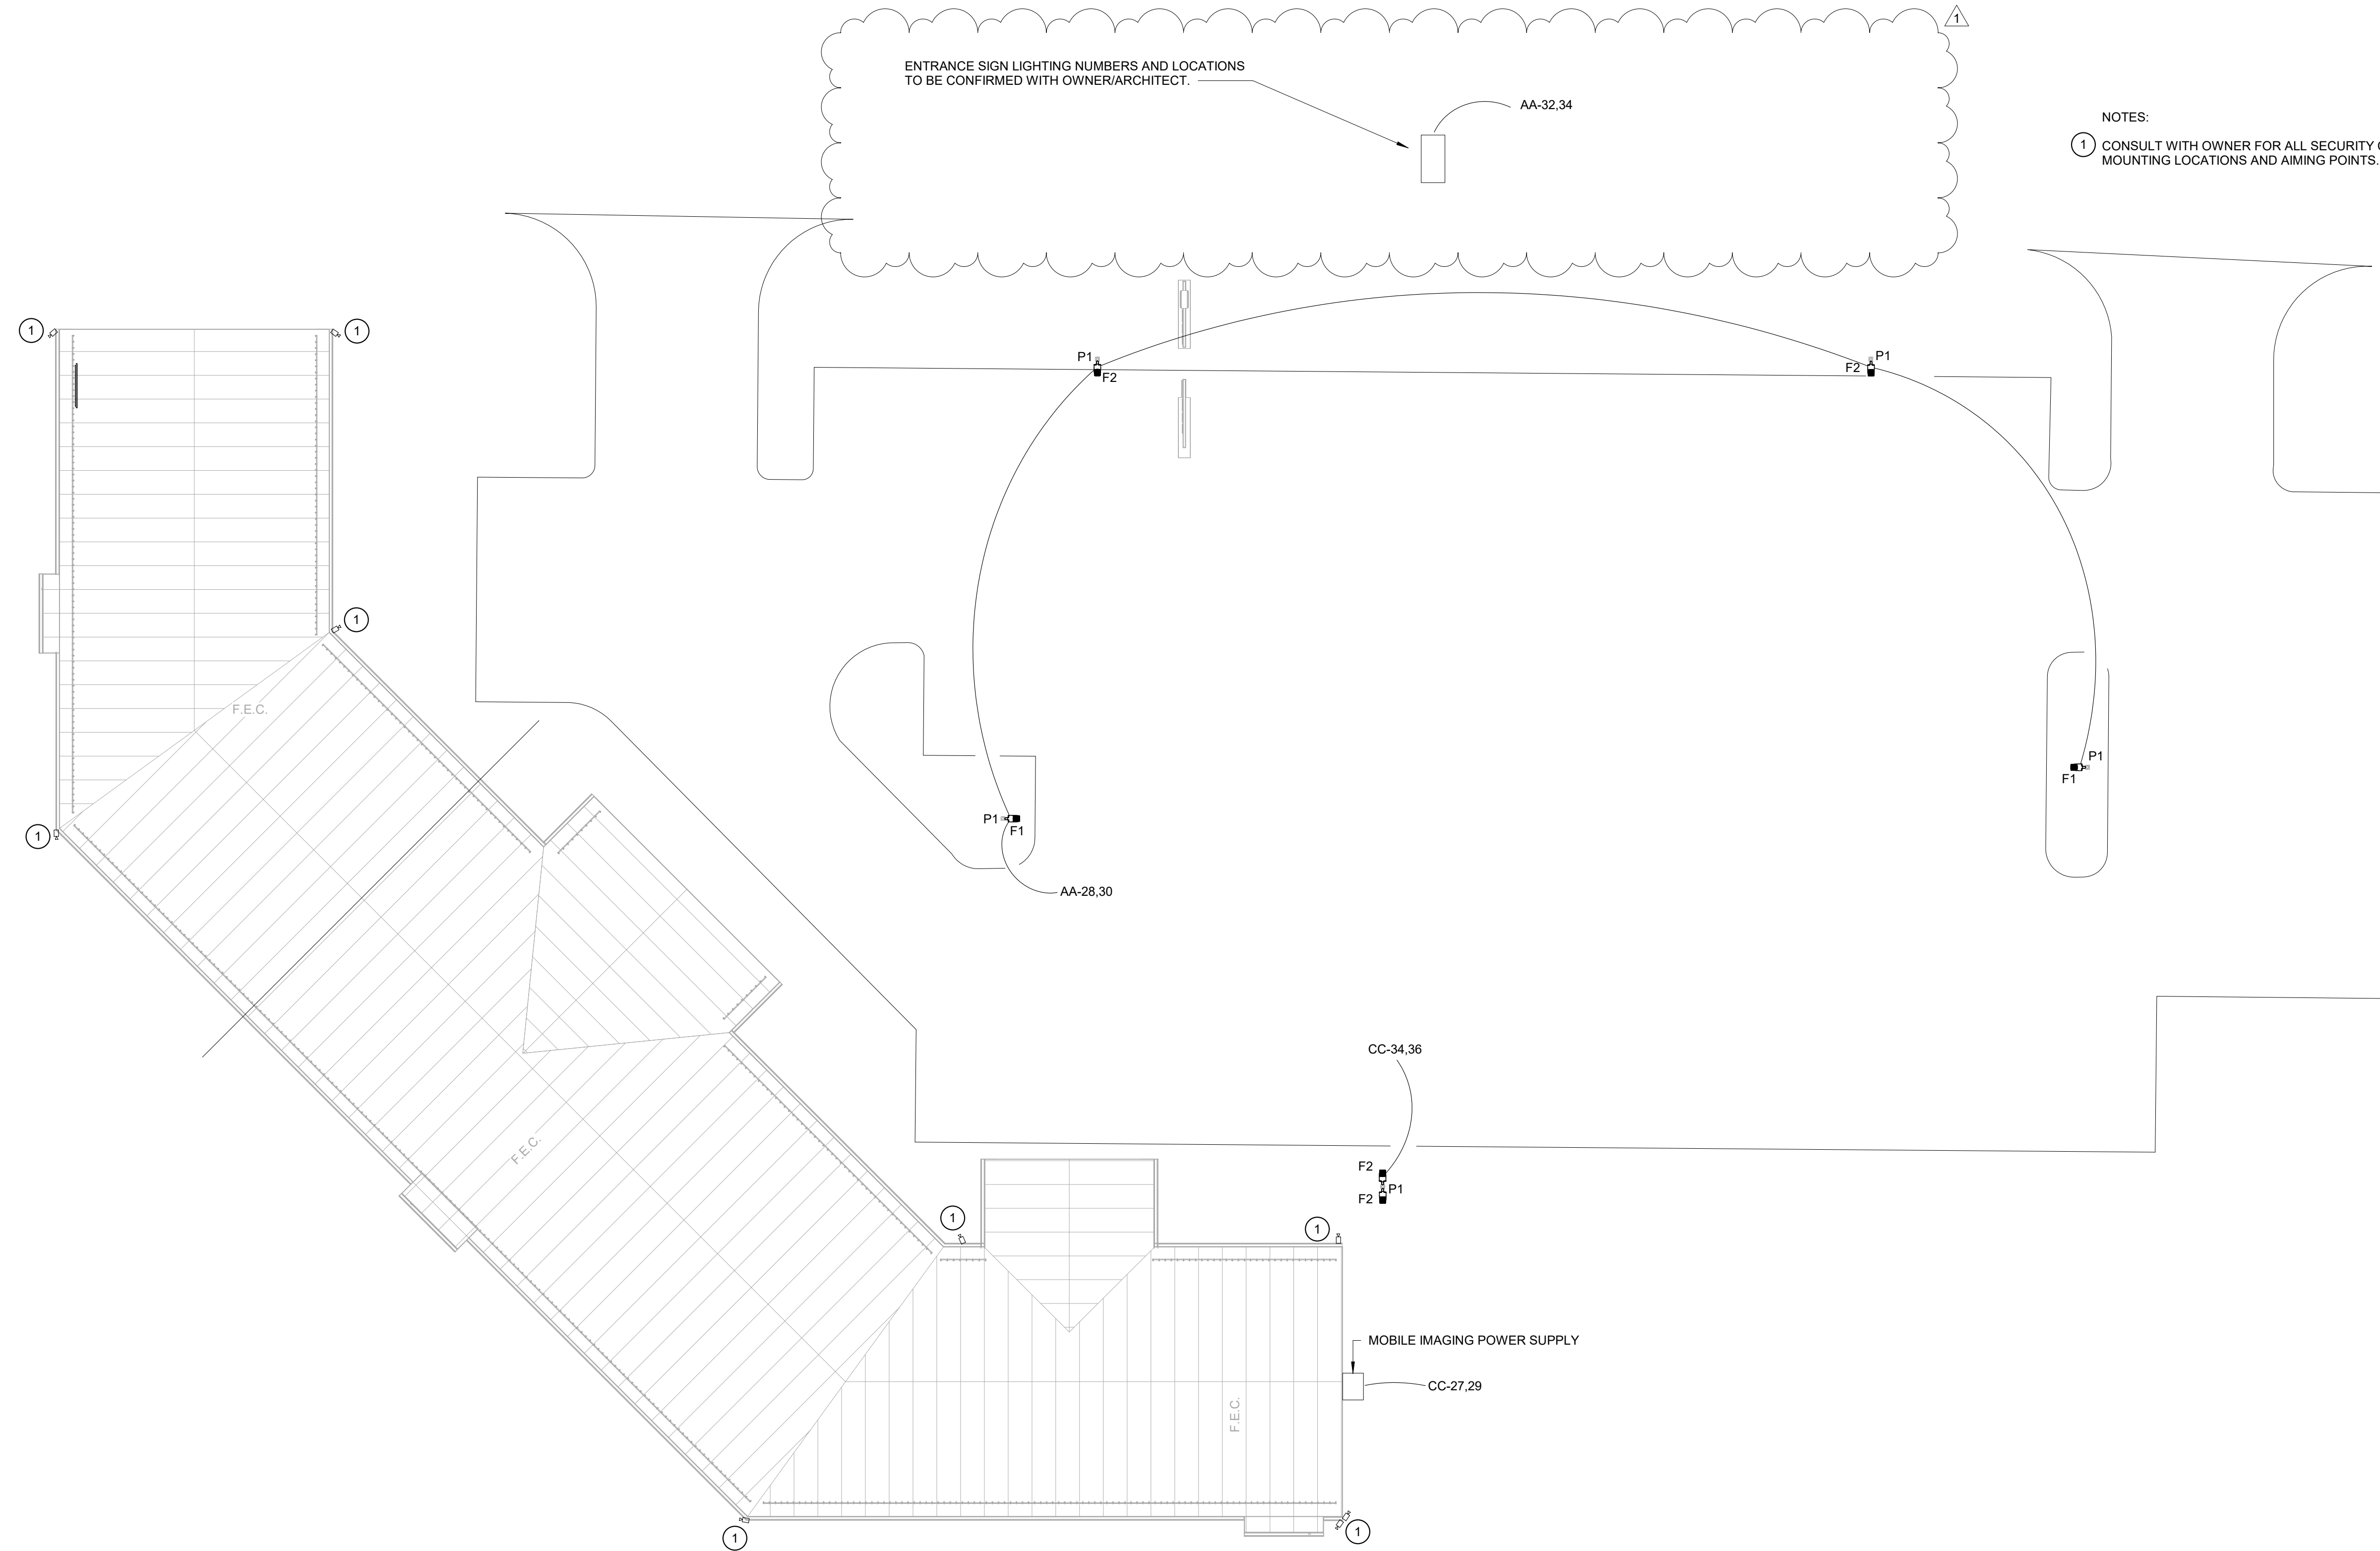 1
ENTRANCE SIGN LIGHTING NUMBERS AND LOCATIONS
TO BE CONFIRMED WITH OWNER/ARCHITECT.
AA-32,34
NOTES:
1 CONSULT WITH OWNER FOR ALL SECURITY
MOUNTING LOCATIONS AND AIMING POINTS.
1
1
P1
F2
P1
F2
1
F.E.C.
P1
F1
P1
F1
1
AA-28,30
CC-34,36
F.E.C.
F2
P1
F2
1
1
MOBILE IMAGING POWER SUPPLY
CC-27,29
F.E.C.
1
1